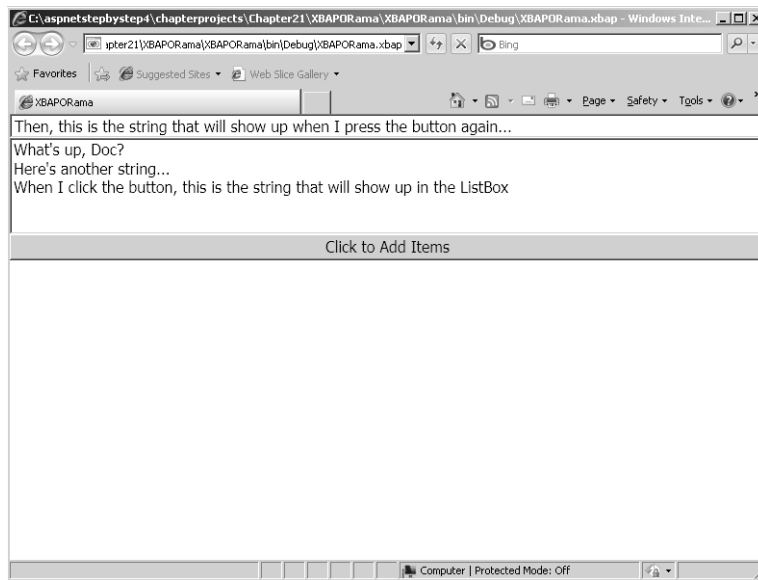 C:\aspnetstepbystep4\chapterprojects\Chapter21\XBAPORama\XBAPORama\bin\Debug\XBAPORama.xbap - Windows Inte...
pter21\XBAPORama\XBAPORama\bin\Debug\XBAPORama.xbap
Bing
Favorites
Suggested Sites
Web Slice Gallery
XBAPORama
Page
Safety
Tools
Then, this is the string that will show up when I press the button again...
What's up, Doc?
Here's another string...
When I click the button, this is the string that will show up in the ListBox
Click to Add Items
Computer | Protected Mode: Off